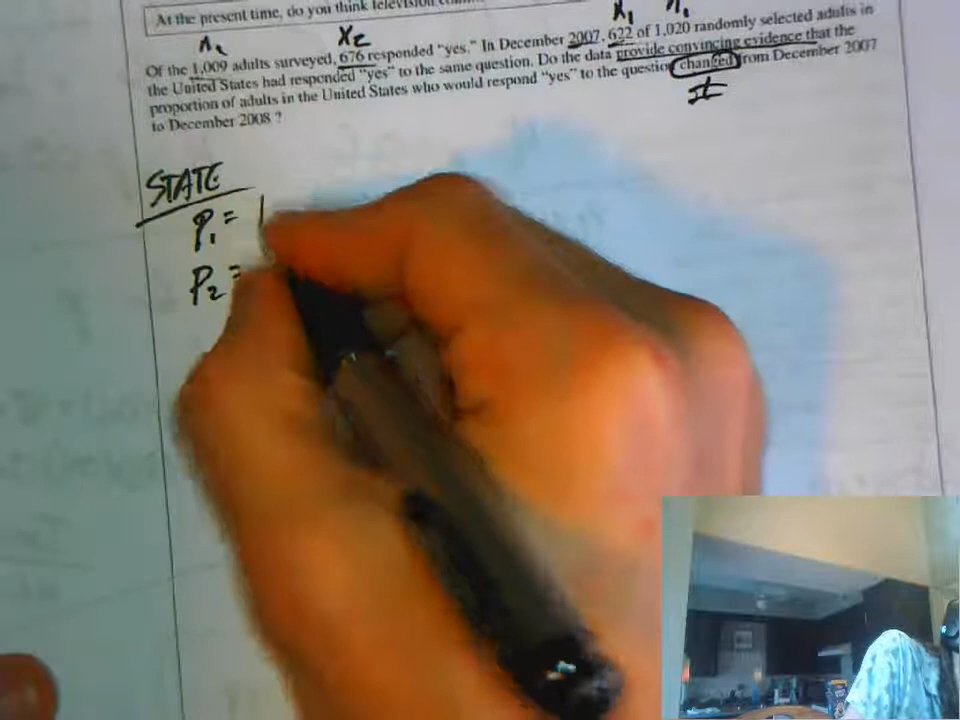 At the present time, do you think television
x₁ n₁
n₂ x₂
Of the 1,009 adults surveyed, 676 responded "yes." In December 2007, 622 of 1,020 randomly selected adults in
the United States had responded "yes" to the same question. Do the data provide convincing evidence that the
proportion of adults in the United States who would respond "yes" to the question changed from December 2007
to December 2008 ?
STATE
P₁ =
P₂ =